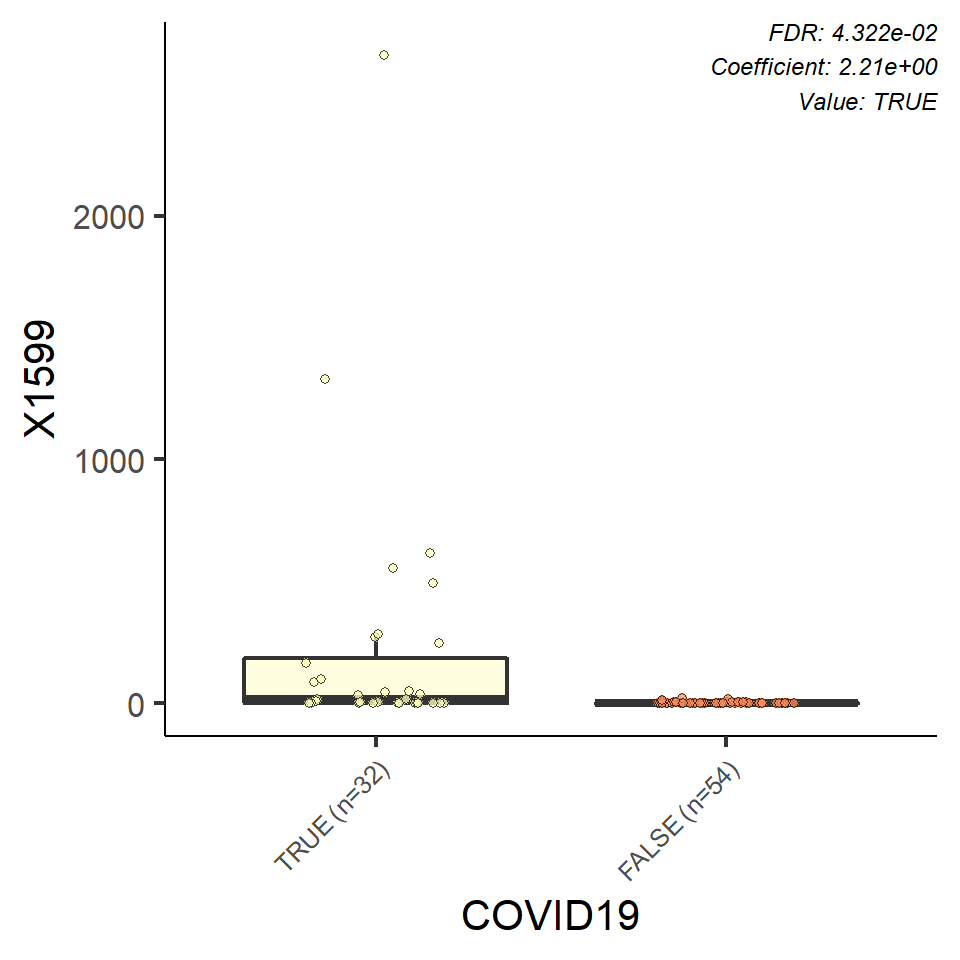 FDR: 4.322e-02
Coefficient: 2.21e+00
Value: TRUE
2000
1000
0
X1599
TRUE (n=32)
FALSE (n=54)
COVID19